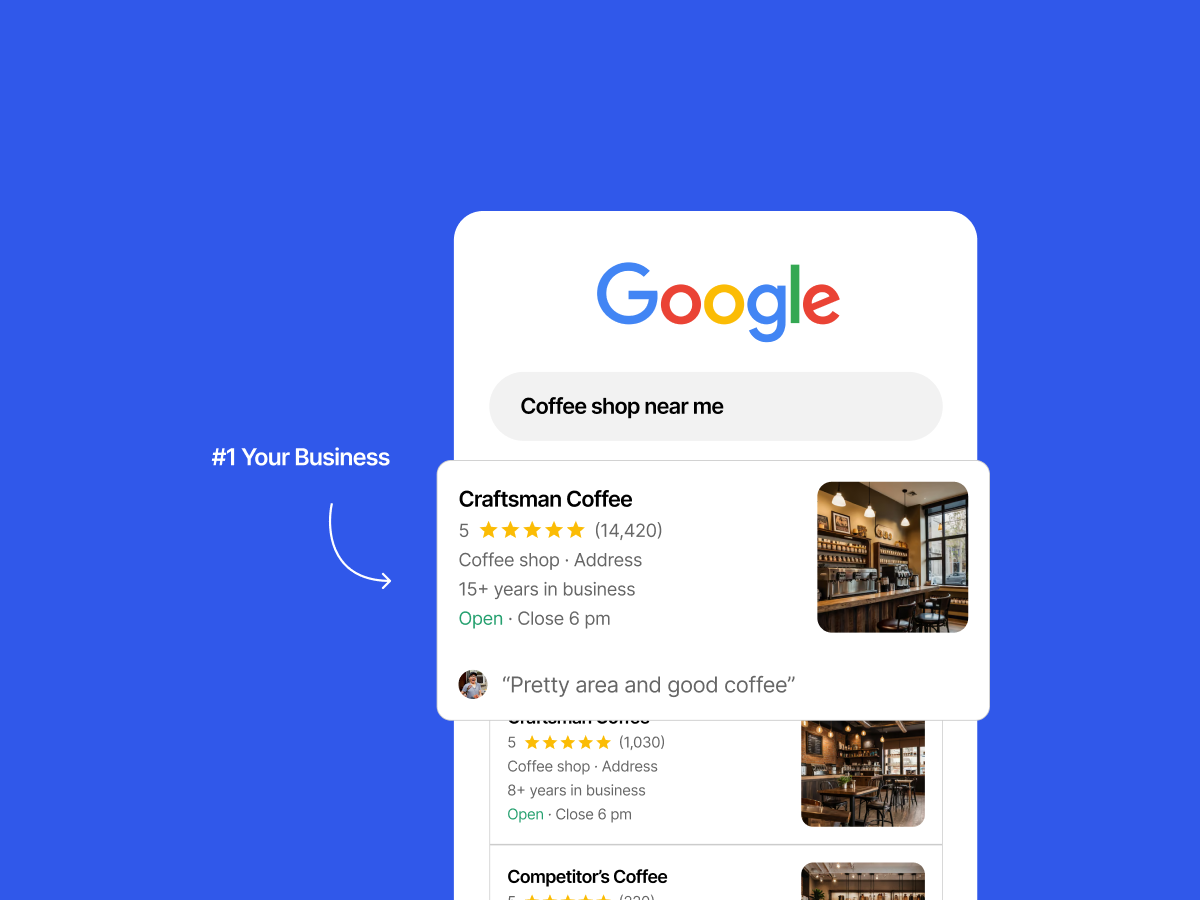 Google
Coffee shop near me
#1 Your Business
Craftsman Coffee
5 (14,420)
Coffee shop · Address
15+ years in business
Open · Close 6 pm
“Pretty area and good coffee”
Craftsman Coffee
5 (1,030)
Coffee shop · Address
8+ years in business
Open · Close 6 pm
Competitor’s Coffee
5